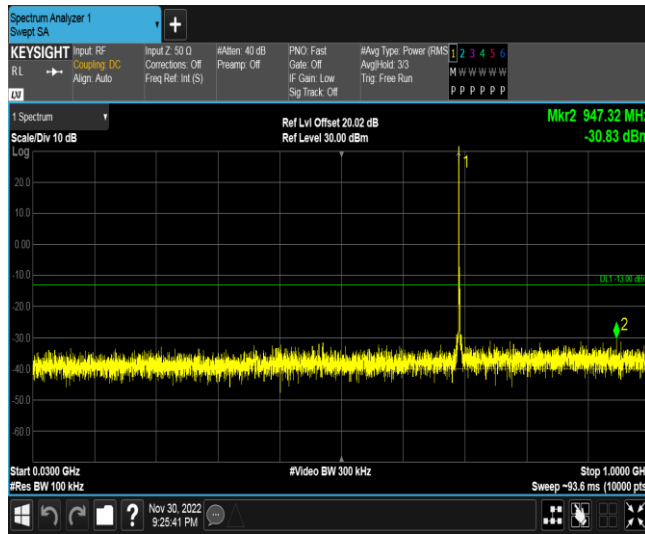 Spectrum Analyzer 1
Swept SA
+
KEYSIGHT
RL
LXI
Input: RF
Coupling: DC
Align: Auto
Input Z: 50 Ω
Corrections: Off
Freq Ref: Int (S)
#Atten: 40 dB
Preamp: Off
PNO: Fast
Gate: Off
IF Gain: Low
Sig Track: Off
#Avg Type: Power (RMS
Avg|Hold: 3/3
Trig: Free Run
1 2 3 4 5 6
M W W W W W
P P P P P P
1 Spectrum
Scale/Div 10 dB
Log
Ref Lvl Offset 20.02 dB
Ref Level 30.00 dBm
Mkr2 947.32 MHz
-30.83 dBm
20.0
10.0
0.00
-10.0
-20.0
-30.0
-40.0
-50.0
-60.0
1
DL1 -13.00 dBm
2
Start 0.0300 GHz
#Res BW 100 kHz
#Video BW 300 kHz
Stop 1.0000 GH
Sweep ~93.6 ms (10000 pts
?
Nov 30, 2022
9:25:41 PM